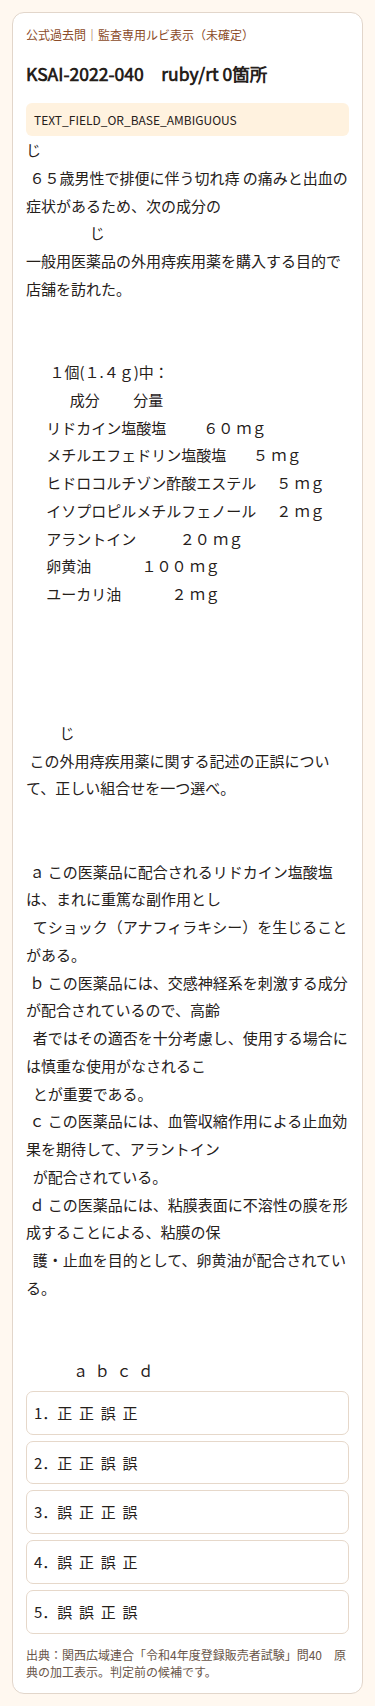 公式過去問｜監査専用ルビ表示（未確定）
KSAI-2022-040　ruby/rt 0箇所
TEXT_FIELD_OR_BASE_AMBIGUOUS
じ
６５歳男性で排便に伴う切れ痔 の痛みと出血の
症状があるため、次の成分の
じ
一般用医薬品の外用痔疾用薬を購入する目的で
店舗を訪れた。
１個(１.４ｇ)中：
成分　　分量
リドカイン塩酸塩　　６０ｍｇ
メチルエフェドリン塩酸塩　　５ｍｇ
ヒドロコルチゾン酢酸エステル　５ｍｇ
イソプロピルメチルフェノール　２ｍｇ
アラントイン　　　２０ｍｇ
卵黄油　　　１００ｍｇ
ユーカリ油　　　２ｍｇ
じ
この外用痔疾用薬に関する記述の正誤につい
て、正しい組合せを一つ選べ。
ａ この医薬品に配合されるリドカイン塩酸塩
は、まれに重篤な副作用とし
てショック（アナフィラキシー）を生じること
がある。
ｂ この医薬品には、交感神経系を刺激する成分
が配合されているので、高齢
者ではその適否を十分考慮し、使用する場合に
は慎重な使用がなされるこ
とが重要である。
ｃ この医薬品には、血管収縮作用による止血効
果を期待して、アラントイン
が配合されている。
ｄ この医薬品には、粘膜表面に不溶性の膜を形
成することによる、粘膜の保
護・止血を目的として、卵黄油が配合されてい
る。
ａ ｂ ｃ ｄ
1. 正 正 誤 正
2. 正 正 誤 誤
3. 誤 正 正 誤
4. 誤 正 誤 正
5. 誤 誤 正 誤
出典：関西広域連合「令和4年度登録販売者試験」問40　原
典の加工表示。判定前の候補です。